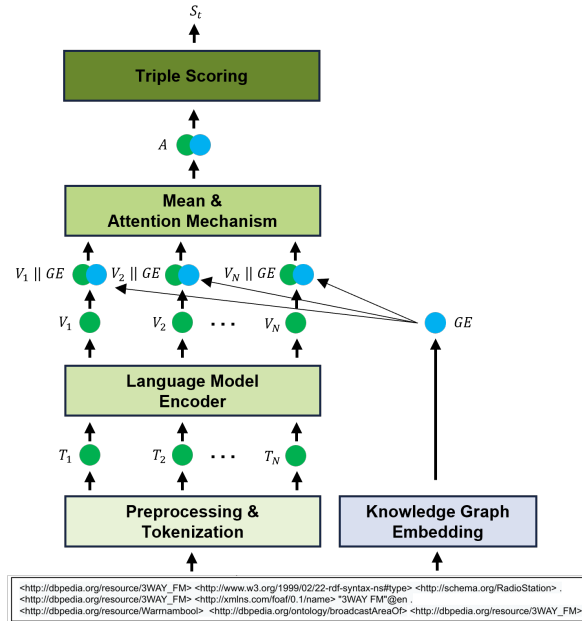 S_t
Triple Scoring
A
Mean &
Attention Mechanism
V_1 || GE V_2 || GE V_N || GE
V_1 V_2 ... V_N GE
Language Model
Encoder
T_1 T_2 ... T_N
Preprocessing &
Tokenization
Knowledge Graph
Embedding
<http://dbpedia.org/resource/3WAY_FM> <http://www.w3.org/1999/02/22-rdf-syntax-ns#type> <http://schema.org/RadioStation> .
<http://dbpedia.org/resource/3WAY_FM> <http://xmlns.com/foaf/0.1/name> "3WAY FM"@en .
<http://dbpedia.org/resource/Warrnambool> <http://dbpedia.org/ontology/broadcastAreaOf> <http://dbpedia.org/resource/3WAY_FM>